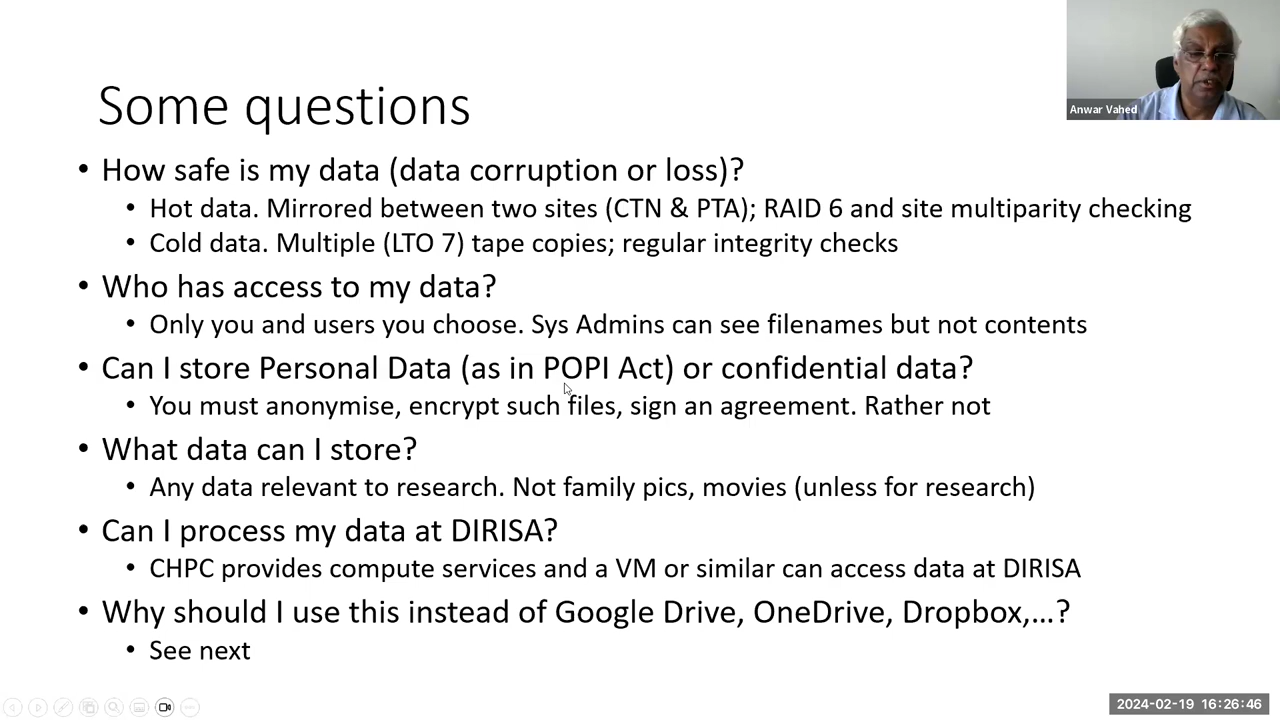 Some questions
Anwar Vahed
• How safe is my data (data corruption or loss)?
• Hot data. Mirrored between two sites (CTN & PTA); RAID 6 and site multiparity checking
• Cold data. Multiple (LTO 7) tape copies; regular integrity checks
• Who has access to my data?
• Only you and users you choose. Sys Admins can see filenames but not contents
• Can I store Personal Data (as in POPI Act) or confidential data?
• You must anonymise, encrypt such files, sign an agreement. Rather not
• What data can I store?
• Any data relevant to research. Not family pics, movies (unless for research)
• Can I process my data at DIRISA?
• CHPC provides compute services and a VM or similar can access data at DIRISA
• Why should I use this instead of Google Drive, OneDrive, Dropbox,...?
• See next
2024-02-19 16:26:46